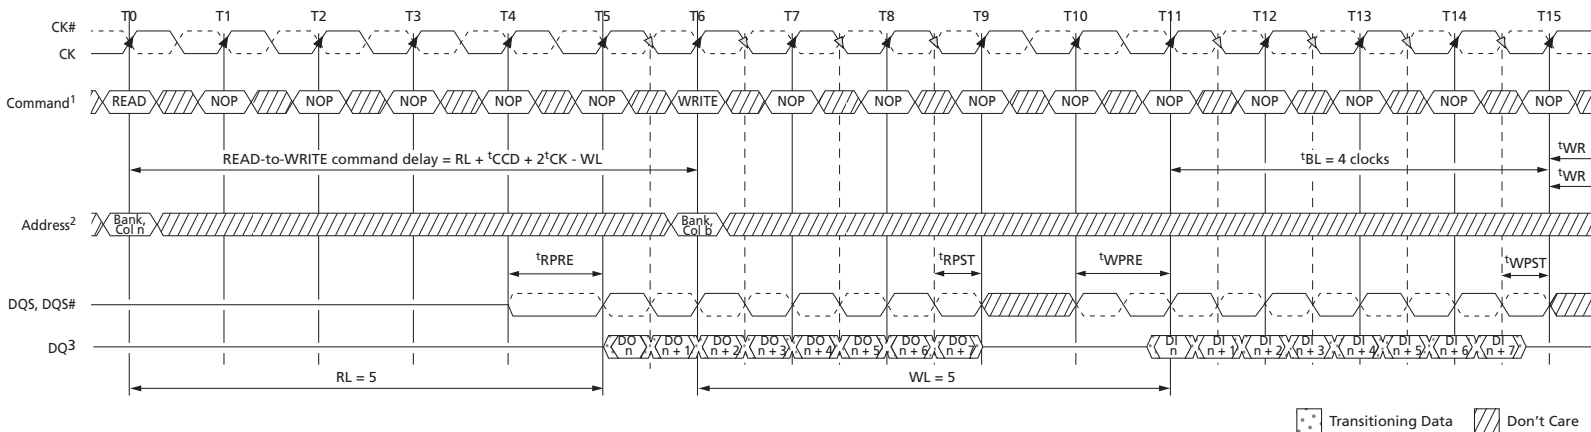 T0 T1 T2 T3 T4 T5 T6 T7 T8 T9 T10 T11 T12 T13 T14 T15
CK#
CK
Command1 READ NOP NOP NOP NOP NOP WRITE NOP NOP NOP NOP NOP NOP NOP NOP NOP
READ-to-WRITE command delay = RL + tCCD + 2tCK - WL
tBL = 4 clocks
tWR
tWR
Address2 Bank, Col n Bank, Col b
tRPRE tRPST tWPRE tWPST
DQS, DQS#
DQ3 DO n DO n + 1 DO n + 2 DO n + 3 DO n + 4 DO n + 5 DO n + 6 DO n + 7 DI n DI n + 1 DI n + 2 DI n + 3 DI n + 4 DI n + 5 DI n + 6 DI n + 7
RL = 5 WL = 5
Transitioning Data Don't Care